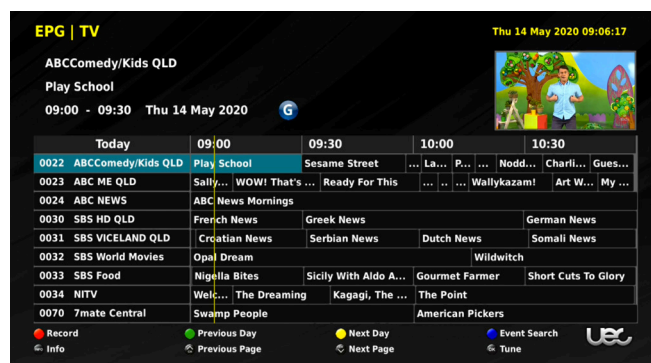 EPG | TV
Thu 14 May 2020 09:06:17
ABCComedy/Kids QLD
Play School
09:00 - 09:30 Thu 14 May 2020 G
Today 09:00 09:30 10:00 10:30
0022 ABCComedy/Kids QLD Play School Sesame Street ... La... P... ... Nodd... Charli... Gues...
0023 ABC ME QLD Sally... WOW! That's ... Ready For This ... .. ... Wallykazam! Art W... My ...
0024 ABC NEWS ABC News Mornings
0030 SBS HD QLD French News Greek News German News
0031 SBS VICELAND QLD Croatian News Serbian News Dutch News Somali News
0032 SBS World Movies Opal Dream Wildwitch
0033 SBS Food Nigella Bites Sicily With Aldo A... Gourmet Farmer Short Cuts To Glory
0034 NITV Welc... The Dreaming Kagagi, The ... The Point
0070 7mate Central Swamp People American Pickers
Record Previous Day Next Day Event Search UEC
Info Previous Page Next Page Tune